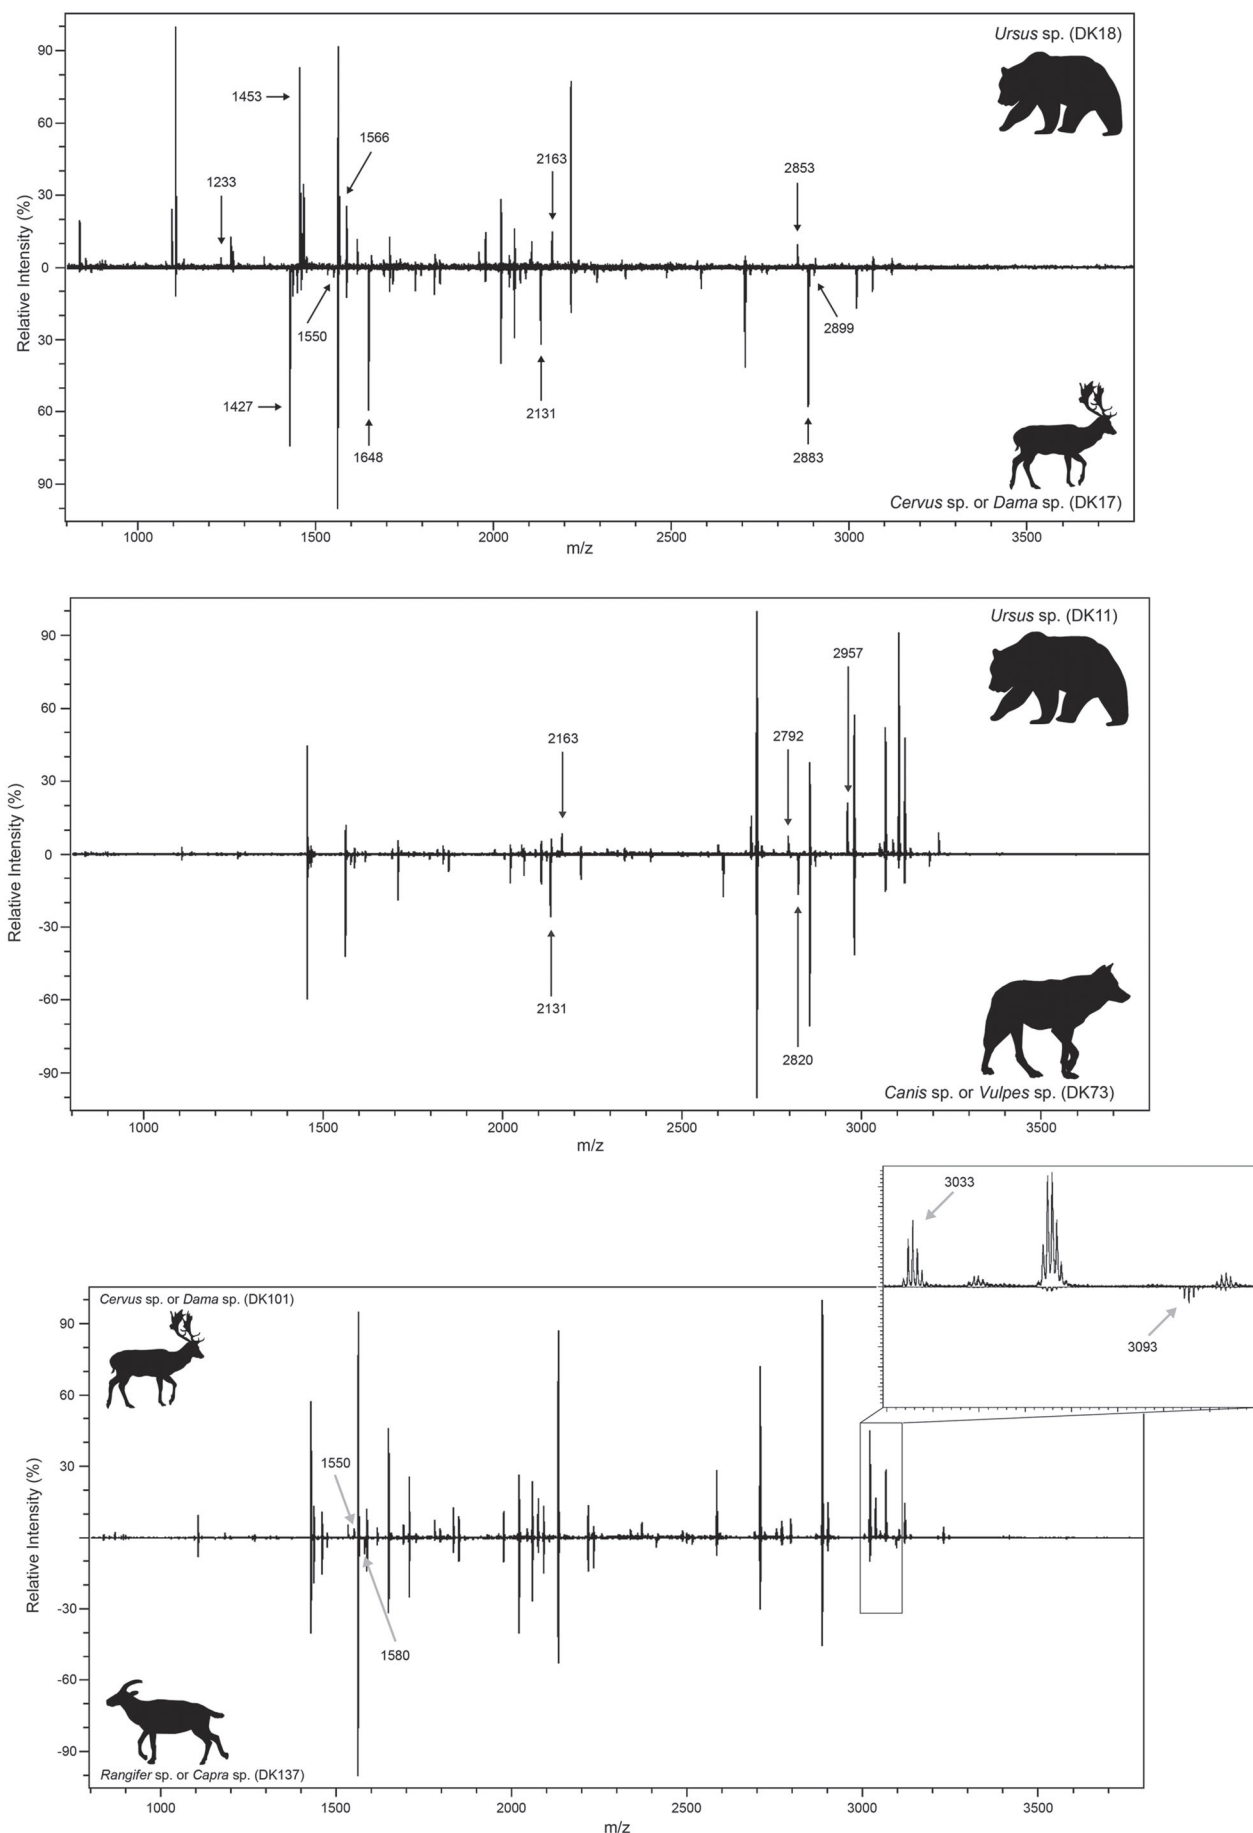 Ursus sp. (DK18)
90
1453
1566
60
2163
2853
1233
30
Relative Intensity (%)
0
1550
2899
30
1427
2131
60
1648
2883
90
Cervus sp. or Dama sp. (DK17)
1000 1500 2000 2500 3000 3500
m/z
Ursus sp. (DK11)
90
2957
60
2163
2792
30
Relative Intensity (%)
0
-30
2131
-60
2820
-90
Canis sp. or Vulpes sp. (DK73)
1000 1500 2000 2500 3000 3500
m/z
3033
3093
Cervus sp. or Dama sp. (DK101)
90
60
1550
30
Relative Intensity (%)
0
-30
1580
-60
-90
Rangifer sp. or Capra sp. (DK137)
1000 1500 2000 2500 3000 3500
m/z